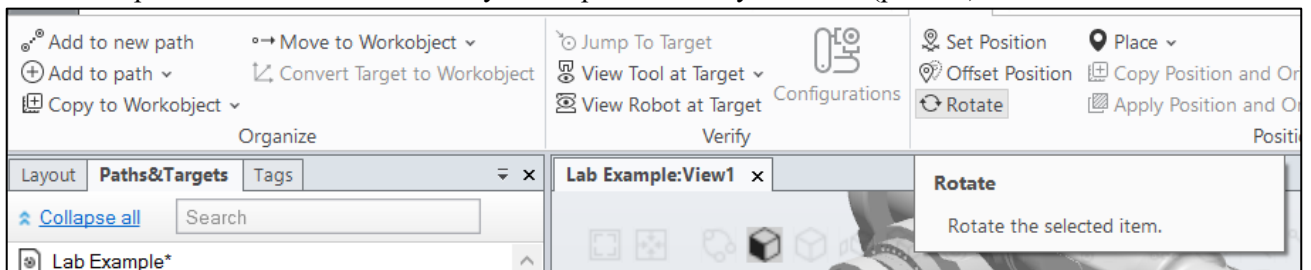 Add to new path
Move to Workobject
Add to path
Convert Target to Workobject
Copy to Workobject
Organize
Jump To Target
View Tool at Target
View Robot at Target
Configurations
Verify
Set Position
Place
Offset Position
Copy Position and Or
Rotate
Apply Position and O
Positi
Layout
Paths&Targets
Tags
Collapse all
Search
Lab Example*
Lab Example:View1
Rotate
Rotate the selected item.